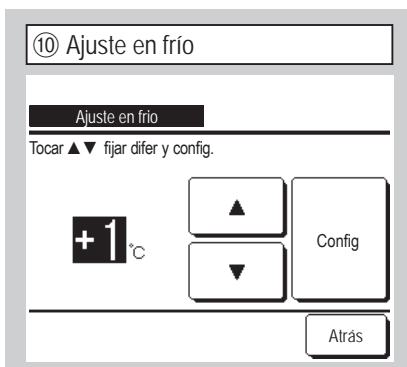 ⑩ Ajuste en frío
Ajuste en frio
Tocar ▲▼ fijar difer y config.
▲
+1°C
Config
▼
Atrás